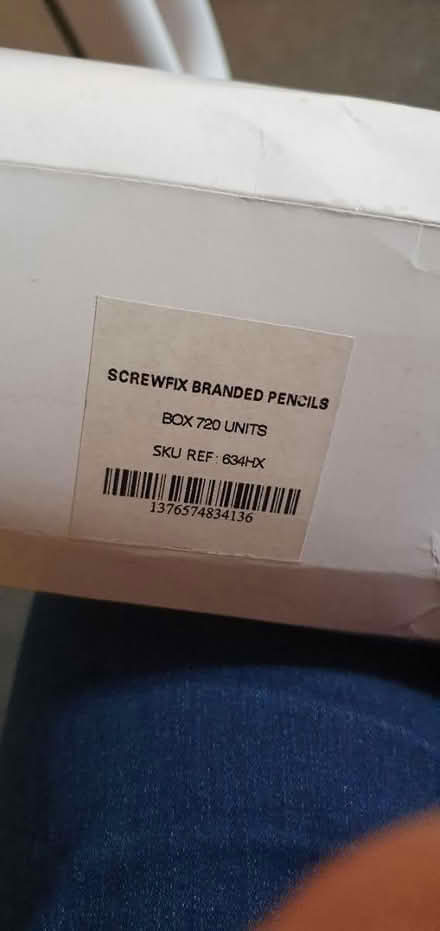 SCREWFIX BRANDED PENCILS
BOX 720 UNITS
SKU REF: 634HX
1376574834136